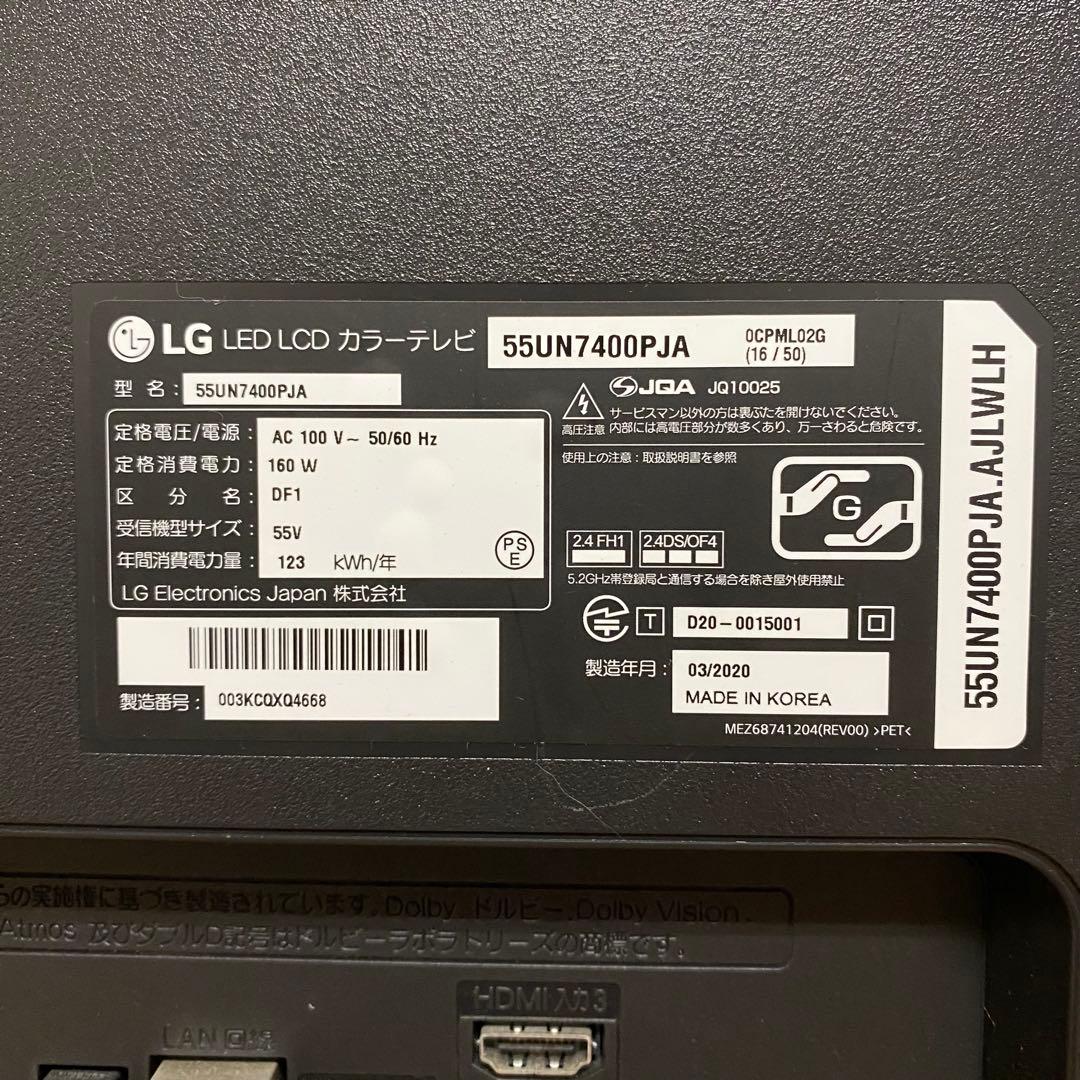 LG LED LCD カラーテレビ 55UN7400PJA 0CPML02G
(16 / 50)
型 名 : 55UN7400PJA
定格電圧/電源 : AC 100 V~ 50/60 Hz
定格消費電力 : 160 W
区 分 名 : DF1
受信機型サイズ : 55V
年間消費電力量 : 123 kWh/年
PS
E
LG Electronics Japan 株式会社
製造番号 : 003KCQXQ4668
JQA JQ10025
サービスマン以外の方は裏ぶたを開けないでください。
高圧注意 内部には高電圧部分が数多くあり、万一さわると危険です。
使用上の注意 : 取扱説明書を参照
G
2.4 FH1 2.4DS/OF4
5.2GHz帯登録局と通信する場合を除き屋外使用禁止
T D20-0015001
製造年月 : 03/2020
MADE IN KOREA
MEZ68741204(REV00) >PET<
55UN7400PJA.AJLWLH
の実施権に基づき製造されています。Dolby、ドルビー、Dolby Vision、
Atmos 及びダブルD記号はドルビーラボラトリーズの商標です。
HDMI 入力 3
LAN 回線